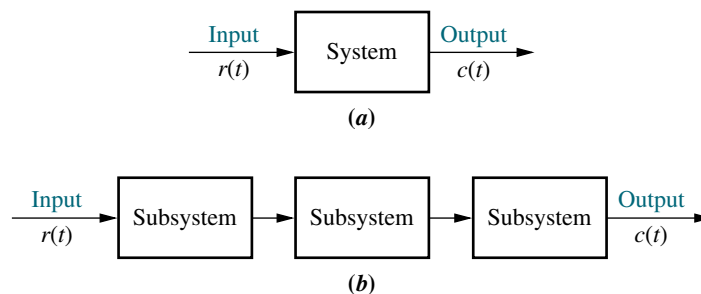 Input Output
System
r(t) c(t)
(a)
Input Output
Subsystem Subsystem Subsystem
r(t) c(t)
(b)